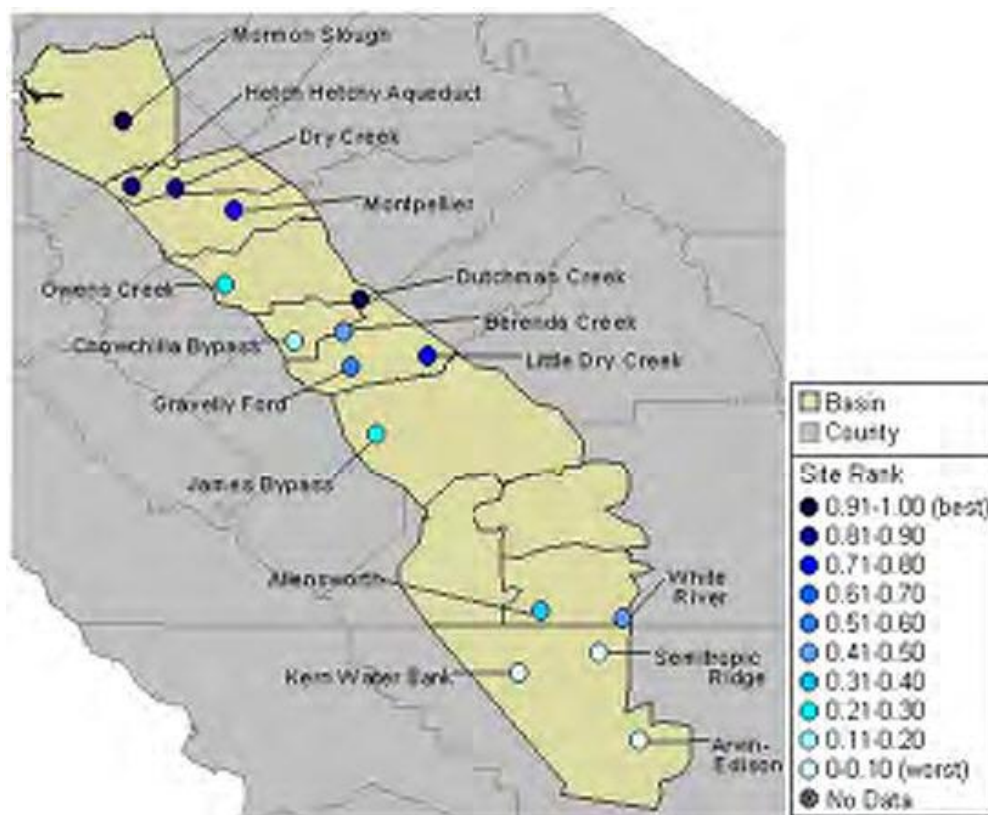 Mormon Slough
Hetch Hetchy Aqueduct
Dry Creek
Montpellier
Dutchman Creek
Owens Creek
Berenda Creek
Chowchilla Bypass
Little Dry Creek
Gravelly Ford
James Bypass
Allensworth
White
River
Semitropic
Ridge
Kern Water Bank
Arvin-
Edison
Basin
County
Site Rank
0.91-1.00 (best)
0.81-0.90
0.71-0.80
0.61-0.70
0.51-0.60
0.41-0.50
0.31-0.40
0.21-0.30
0.11-0.20
0-0.10 (worst)
No Data